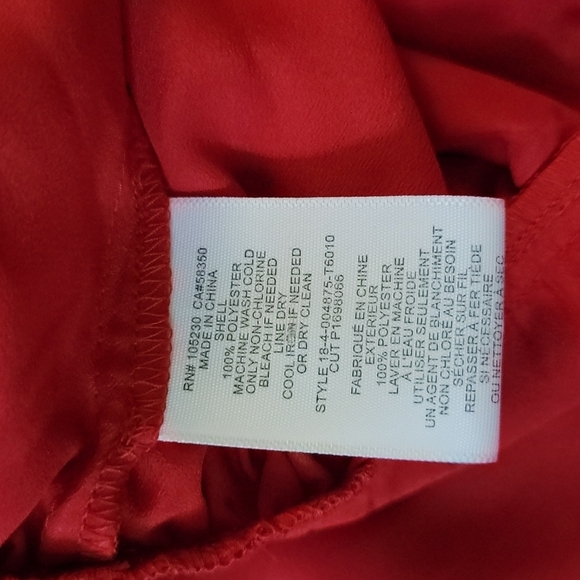 RN# 105230 CA#58350
MADE IN CHINA
SHELL
100% POLYESTER
MACHINE WASH COLD
ONLY NON-CHLORINE
BLEACH IF NEEDED
LINE DRY
COOL IRON IF NEEDED
OR DRY CLEAN
STYLE 18-4-004875-T6010
CUT P1698066
FABRIQUÉ EN CHINE
EXTERIEUR
100% POLYESTER
LAVER EN MACHINE
À L'EAU FROIDE
UTILISER SEULEMENT
UN AGENT DE BLANCHIMENT
NON CHLORÉ AU BESOIN
SÉCHER SUR FIL
REPASSER À FER TIÈDE
SI NÉCESSAIRE
OU NETTOYER À SEC